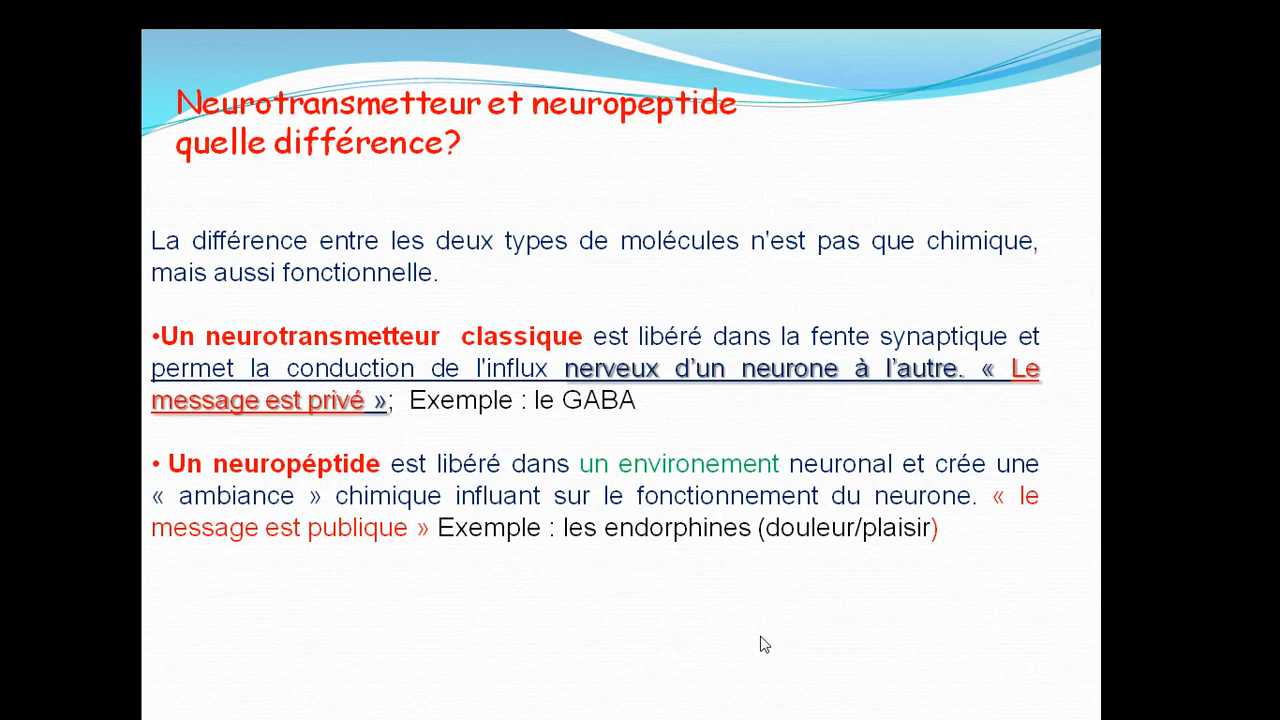 Neurotransmetteur et neuropeptide
quelle différence?
La différence entre les deux types de molécules n'est pas que chimique,
mais aussi fonctionnelle.
•Un neurotransmetteur classique est libéré dans la fente synaptique et
permet la conduction de l'influx nerveux d’un neurone à l’autre. « Le
message est privé »; Exemple : le GABA
• Un neuropéptide est libéré dans un environement neuronal et crée une
« ambiance » chimique influant sur le fonctionnement du neurone. « le
message est publique » Exemple : les endorphines (douleur/plaisir)